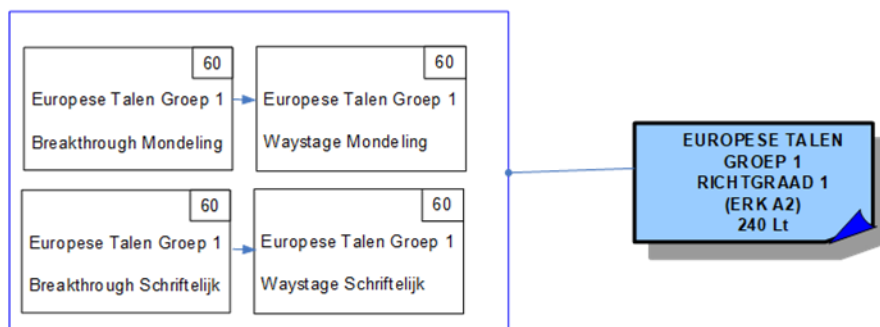 60
Europese Talen Groep 1
Breakthrough Mondeling
60
Europese Talen Groep 1
Waystage Mondeling
60
Europese Talen Groep 1
Breakthrough Schriftelijk
60
Europese Talen Groep 1
Waystage Schriftelijk
EUROPESE TALEN
GROEP 1
RICHTGRAAD 1
(ERK A2)
240 Lt